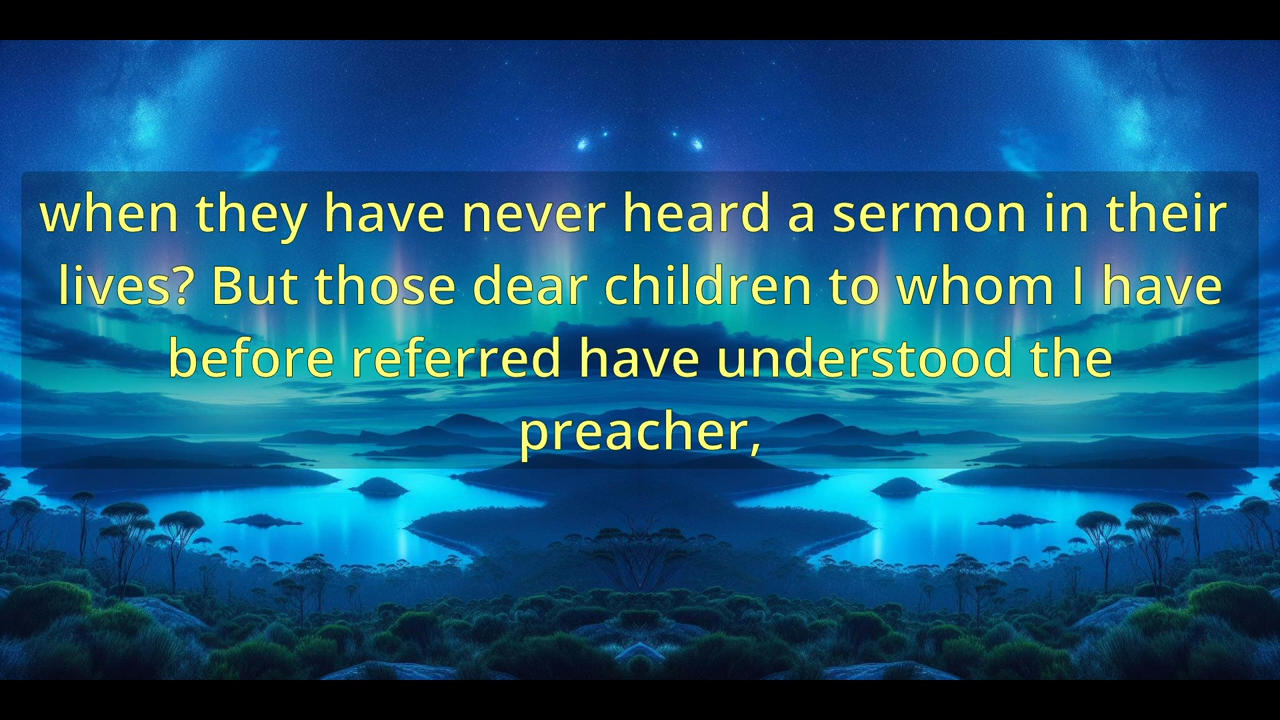 when they have never heard a sermon in their
lives? But those dear children to whom I have
before referred have understood the
preacher,